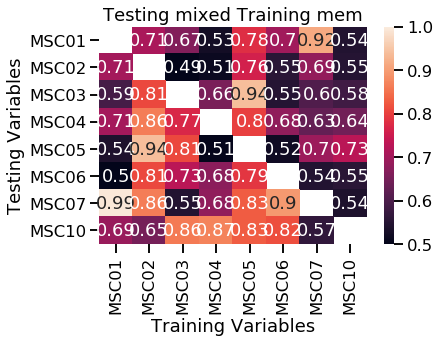 Testing mixed Training mem
Testing Variables
MSC01 0.71 0.67 0.53 0.78 0.7 0.92 0.54
MSC02 0.71 0.49 0.51 0.76 0.55 0.69 0.55
MSC03 0.59 0.81 0.66 0.94 0.55 0.6 0.58
MSC04 0.71 0.86 0.77 0.8 0.68 0.63 0.64
MSC05 0.54 0.94 0.81 0.51 0.52 0.7 0.73
MSC06 0.5 0.81 0.73 0.68 0.79 0.54 0.55
MSC07 0.99 0.86 0.55 0.68 0.83 0.9 0.54
MSC10 0.69 0.65 0.86 0.87 0.83 0.82 0.57
MSC01 MSC02 MSC03 MSC04 MSC05 MSC06 MSC07 MSC10
Training Variables
1.0
0.9
0.8
0.7
0.6
0.5